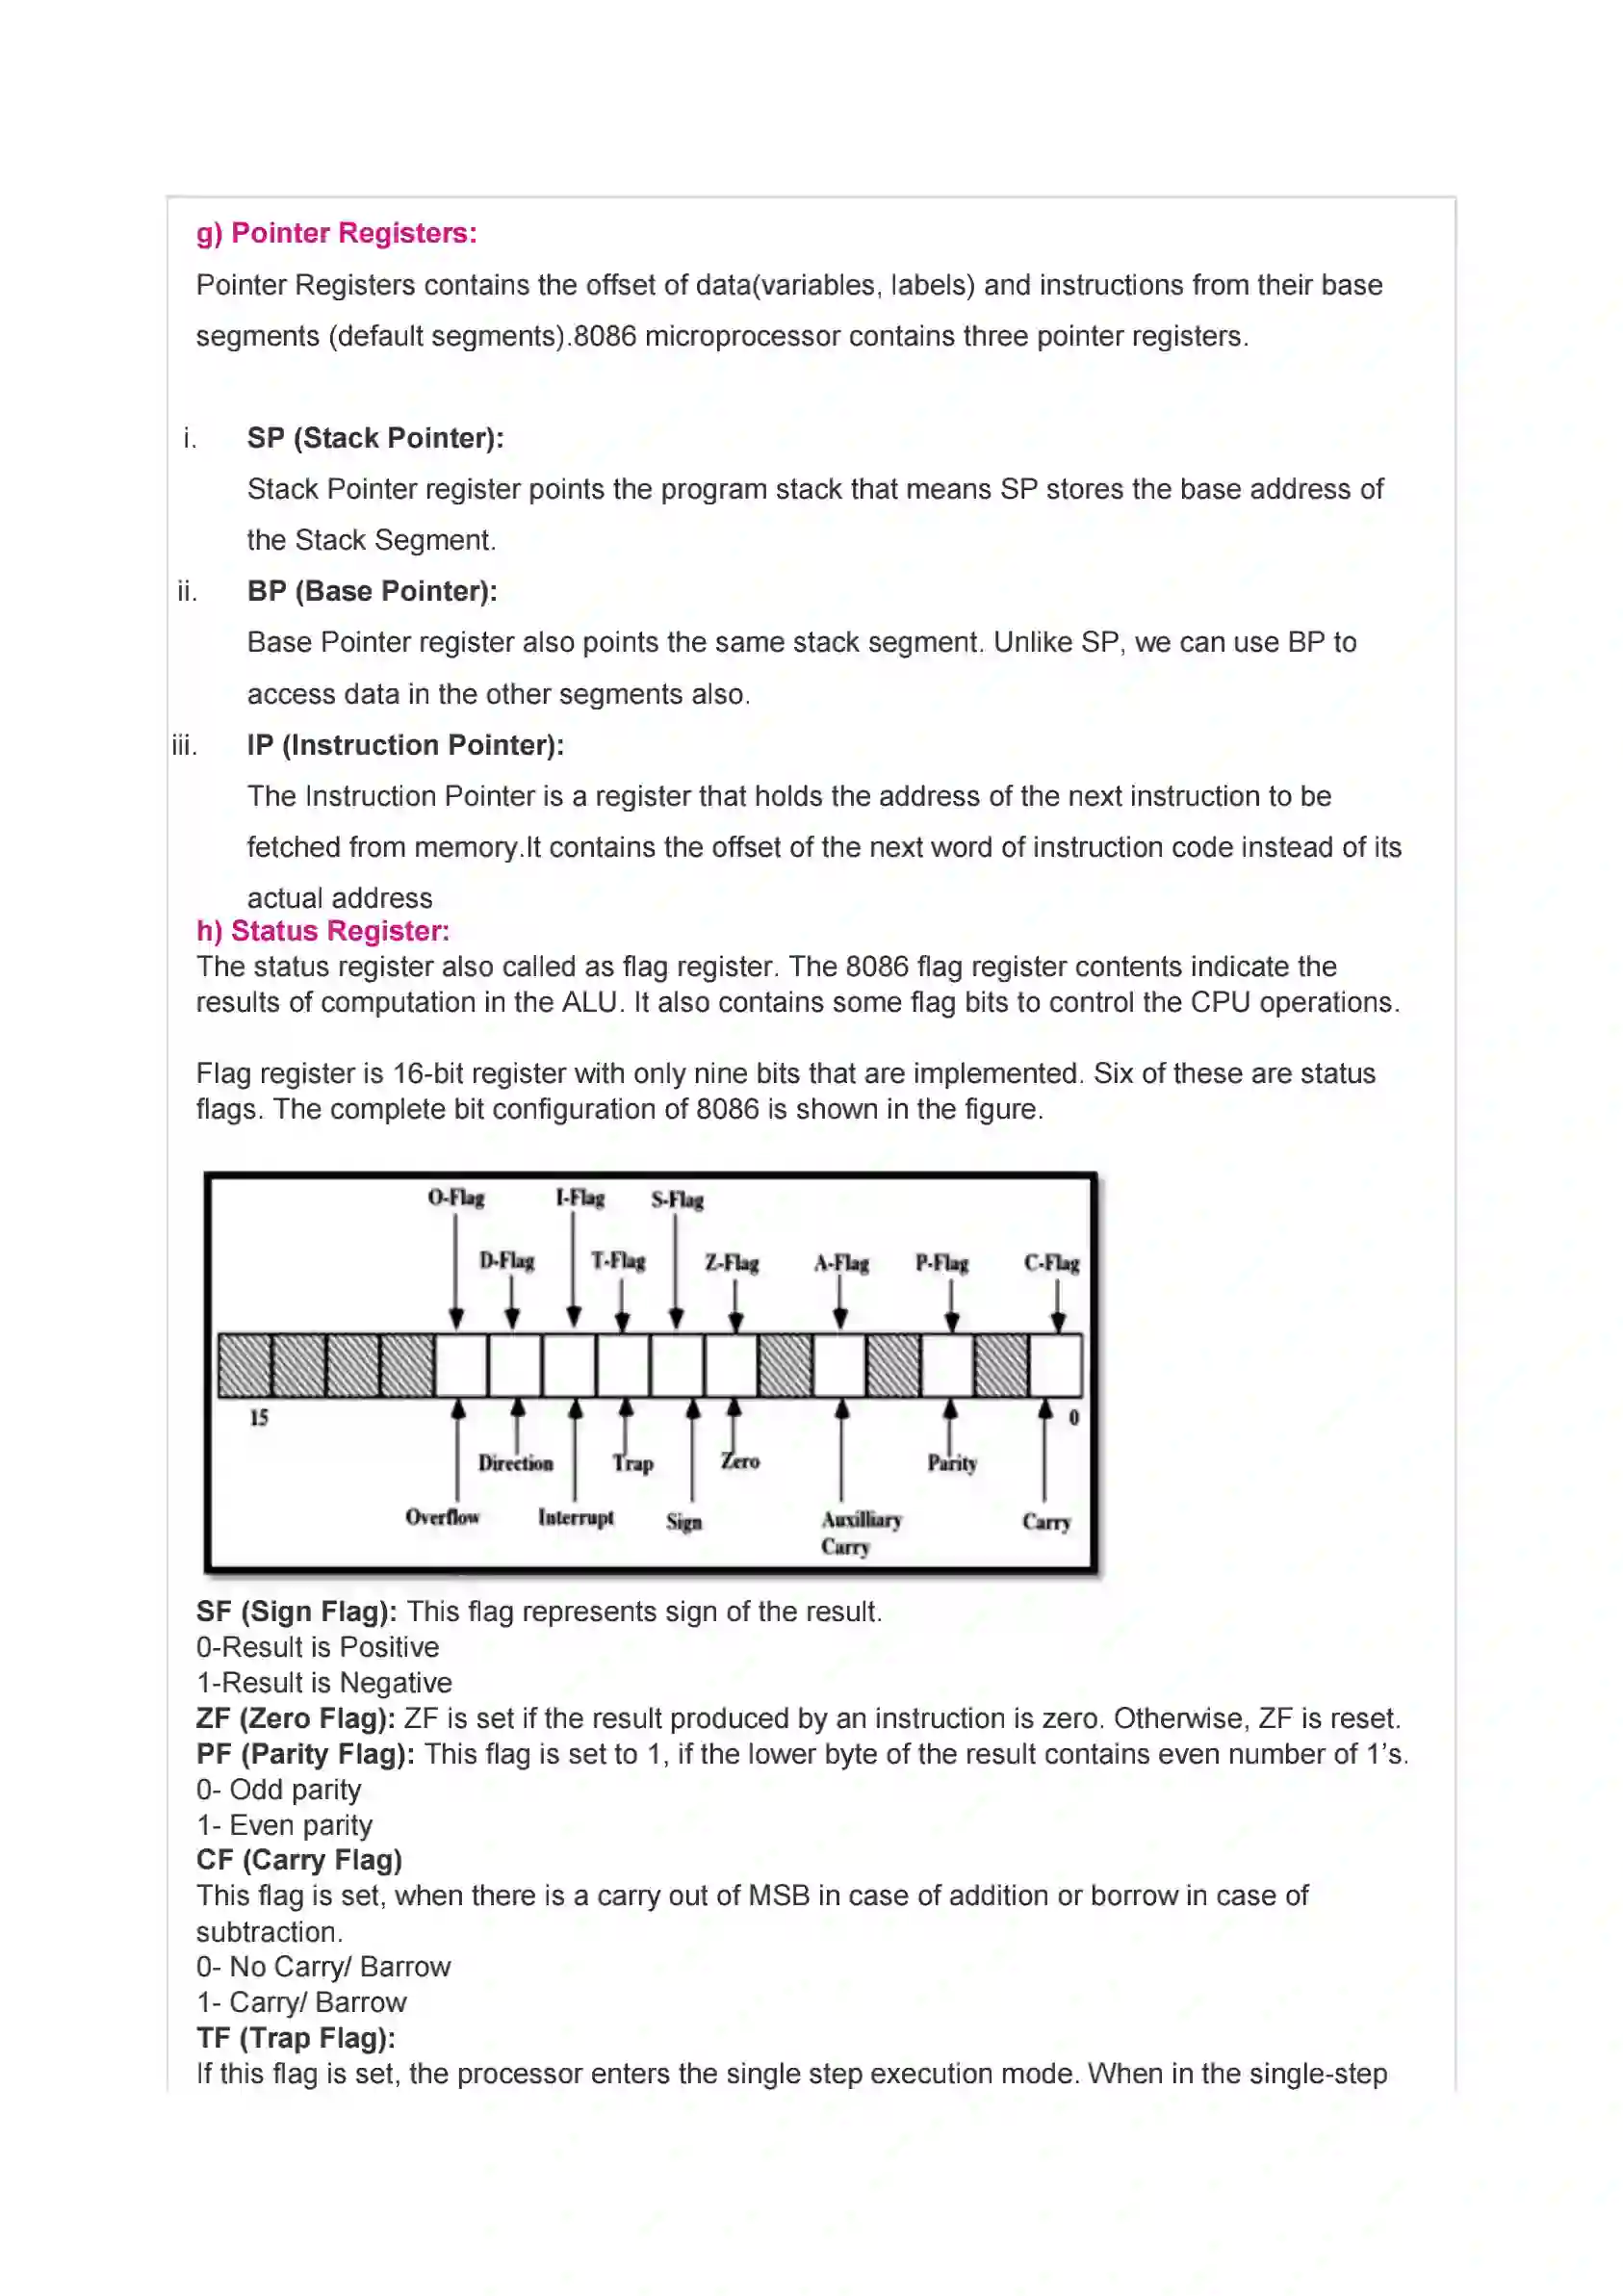 g) Pointer Registers:
Pointer Registers contains the offset of data(variables, labels) and instructions from their base
segments (default segments).8086 microprocessor contains three pointer registers.
i. SP (Stack Pointer):
Stack Pointer register points the program stack that means SP stores the base address of
the Stack Segment.
ii. BP (Base Pointer):
Base Pointer register also points the same stack segment. Unlike SP, we can use BP to
access data in the other segments also.
iii. IP (Instruction Pointer):
The Instruction Pointer is a register that holds the address of the next instruction to be
fetched from memory.It contains the offset of the next word of instruction code instead of its
actual address
h) Status Register:
The status register also called as flag register. The 8086 flag register contents indicate the
results of computation in the ALU. It also contains some flag bits to control the CPU operations.
Flag register is 16-bit register with only nine bits that are implemented. Six of these are status
flags. The complete bit configuration of 8086 is shown in the figure.
O-Flag I-Flag S-Flag
D-Flag T-Flag Z-Flag A-Flag P-Flag C-Flag
15 0
Direction Trap Zero Parity
Overflow Interrupt Sign Auxilliary Carry
Carry
SF (Sign Flag): This flag represents sign of the result.
0-Result is Positive
1-Result is Negative
ZF (Zero Flag): ZF is set if the result produced by an instruction is zero. Otherwise, ZF is reset.
PF (Parity Flag): This flag is set to 1, if the lower byte of the result contains even number of 1's.
0- Odd parity
1- Even parity
CF (Carry Flag)
This flag is set, when there is a carry out of MSB in case of addition or borrow in case of
subtraction.
0- No Carry/ Barrow
1- Carry/ Barrow
TF (Trap Flag):
If this flag is set, the processor enters the single step execution mode. When in the single-step